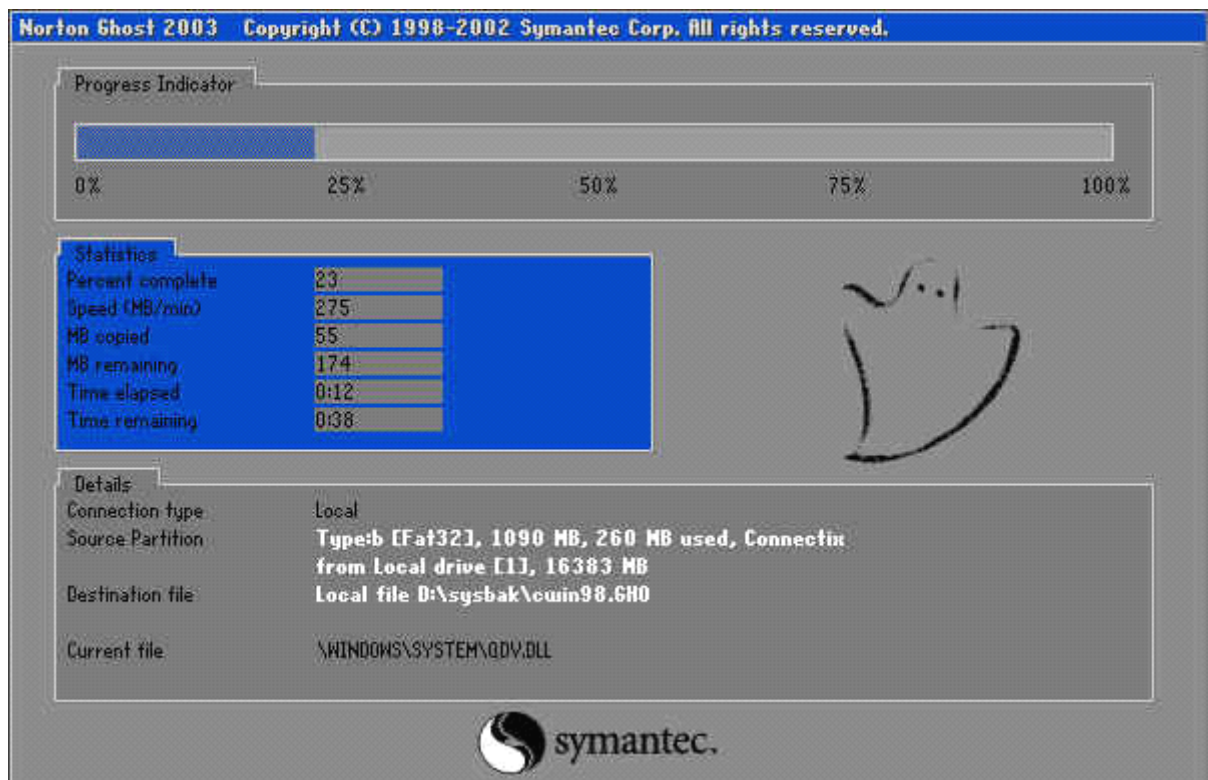 Norton Ghost 2003 Copyright (C) 1998-2002 Symantec Corp. All rights reserved.
Progress Indicator
0% 25% 50% 75% 100%
Statistics
Percent complete 23
Speed (MB/min) 275
MB copied 55
MB remaining 174
Time elapsed 0:12
Time remaining 0:38
Details
Connection type Local
Source Partition Type:b [Fat32], 1090 MB, 260 MB used, Connectix
from Local drive [1], 16383 MB
Destination file Local file D:\sysbak\cwin98.GHO
Current file \WINDOWS\SYSTEM\QDV.DLL
symantec.